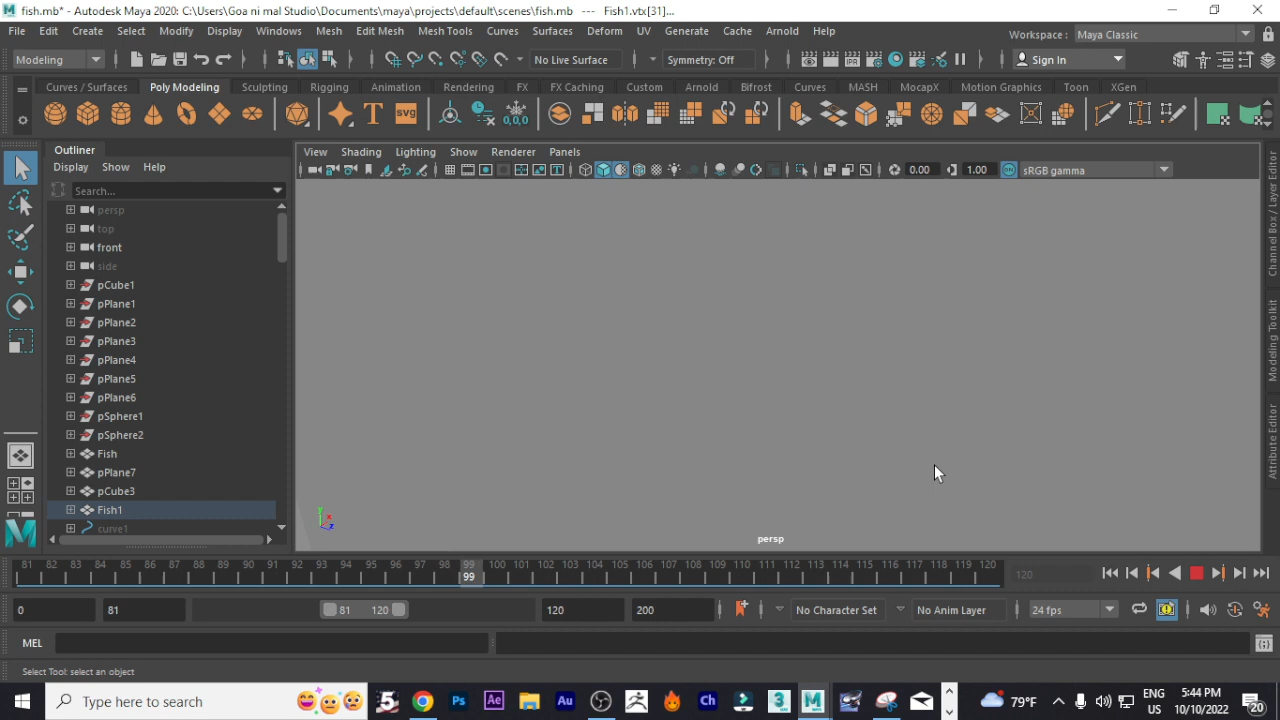 fish.mb* - Autodesk Maya 2020: C:\Users\Goa ni mal Studio\Documents\maya\projects\default\scenes\fish.mb --- Fish1.vtx[31]...
File Edit Create Select Modify Display Windows Mesh Edit Mesh Mesh Tools Curves Surfaces Deform UV Generate Cache Arnold Help Workspace : Maya Classic
Modeling No Live Surface Symmetry: Off Sign In
Curves / Surfaces Poly Modeling Sculpting Rigging Animation Rendering FX FX Caching Custom Arnold Bifrost Curves MASH MocapX Motion Graphics Toon XGen
T svg 0,0,0
Outliner
View Shading Lighting Show Renderer Panels
Display Show Help
0.00 1.00 sRGB gamma
Search...
persp
top
front
side
pCube1
pPlane1
pPlane2
pPlane3
pPlane4
pPlane5
pPlane6
pSphere1
pSphere2
Fish
pPlane7
pCube3
Fish1
curve1
Channel Box / Layer Editor
Modeling Toolkit
Attribute Editor
y x z
persp
81 82 83 84 85 86 87 88 89 90 91 92 93 94 95 96 97 98 99 100 101 102 103 104 105 106 107 108 109 110 111 112 113 114 115 116 117 118 119 120
99 120
0 81 81 120 120 200 No Character Set No Anim Layer 24 fps
MEL
Select Tool: select an object
Type here to search Ps Ae Au Ch 3 M 79°F ENG 5:44 PM
US 10/10/2022 20